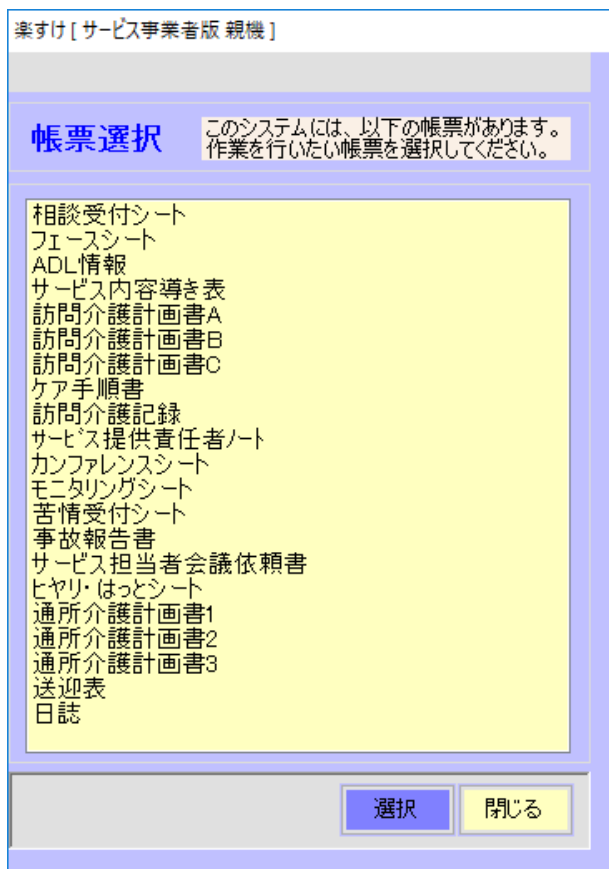 楽すけ [ サービス事業者版 親機 ]
帳票選択
このシステムには、以下の帳票があります。
作業を行いたい帳票を選択してください。
相談受付シート
フェースシート
ADL情報
サービス内容導き表
訪問介護計画書A
訪問介護計画書B
訪問介護計画書C
ケア手順書
訪問介護記録
サービス提供責任者ノート
カンファレンスシート
モニタリングシート
苦情受付シート
事故報告書
サービス担当者会議依頼書
ヒヤリ・はっとシート
通所介護計画書1
通所介護計画書2
通所介護計画書3
送迎表
日誌
選択
閉じる